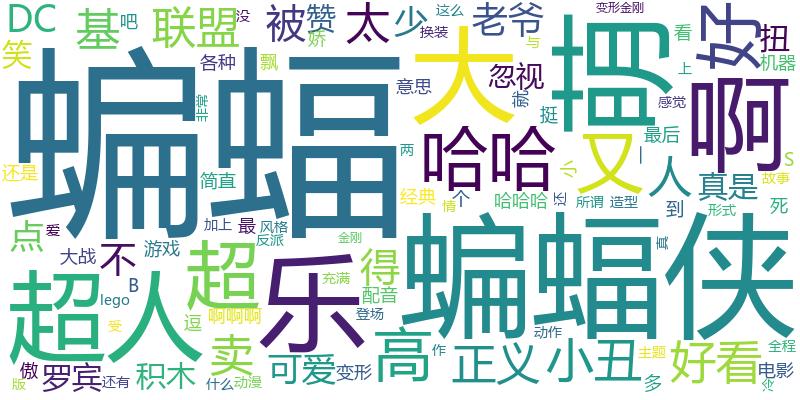 DC 基 吧 联盟 没 被 赞 太 少 这么 换装 老爷 变形金刚 与 好 扭
笑 各种 娇 飘 意思 忽视 就 挺 看 上 机器
蝙蝠 大 萌 啊
非常 哈哈 感觉
还是 两 又 小 一 最后 S
简直 经典 个 哈哈哈 还 所谓 造型 人 真是 故事
点 爱 加上 最 风格 情 到 形式 死
大战 不 游戏 反派 金刚 蝙蝠侠 真
超人 B 超 乐 充满 得
lego 配音
受 啊啊啊 逗 登场 动作
傲 罗宾 积木 卖 可爱 高 正义 小丑 主题 好看 全程
版 还有 什么 动漫 变形 作 多 电影